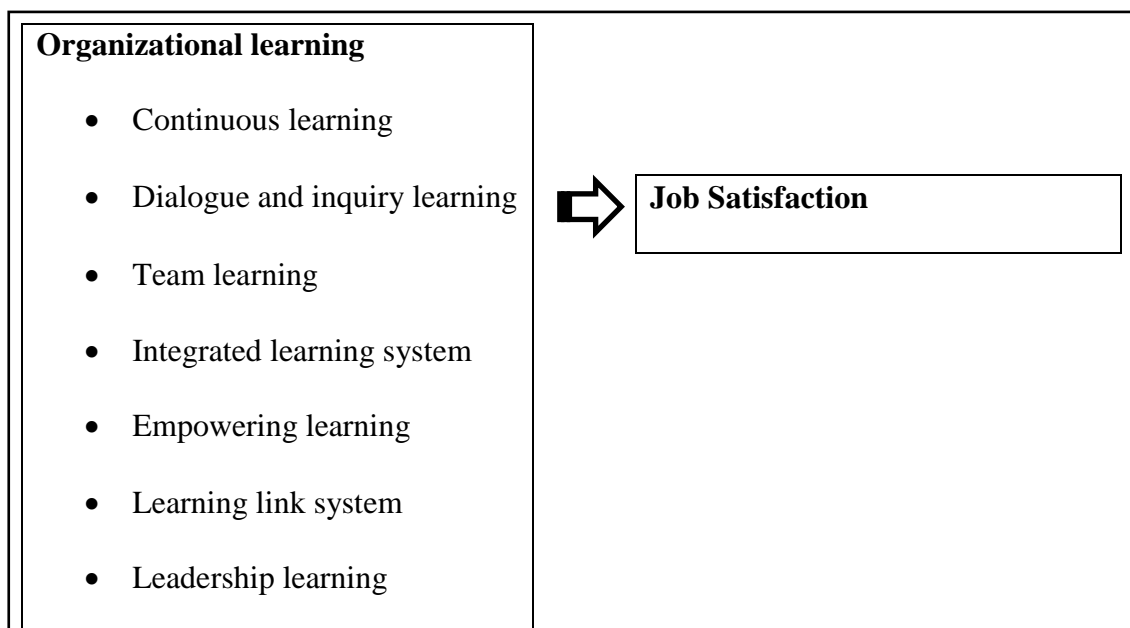 Organizational learning
• Continuous learning
• Dialogue and inquiry learning
• Team learning
• Integrated learning system
• Empowering learning
• Learning link system
• Leadership learning
Job Satisfaction